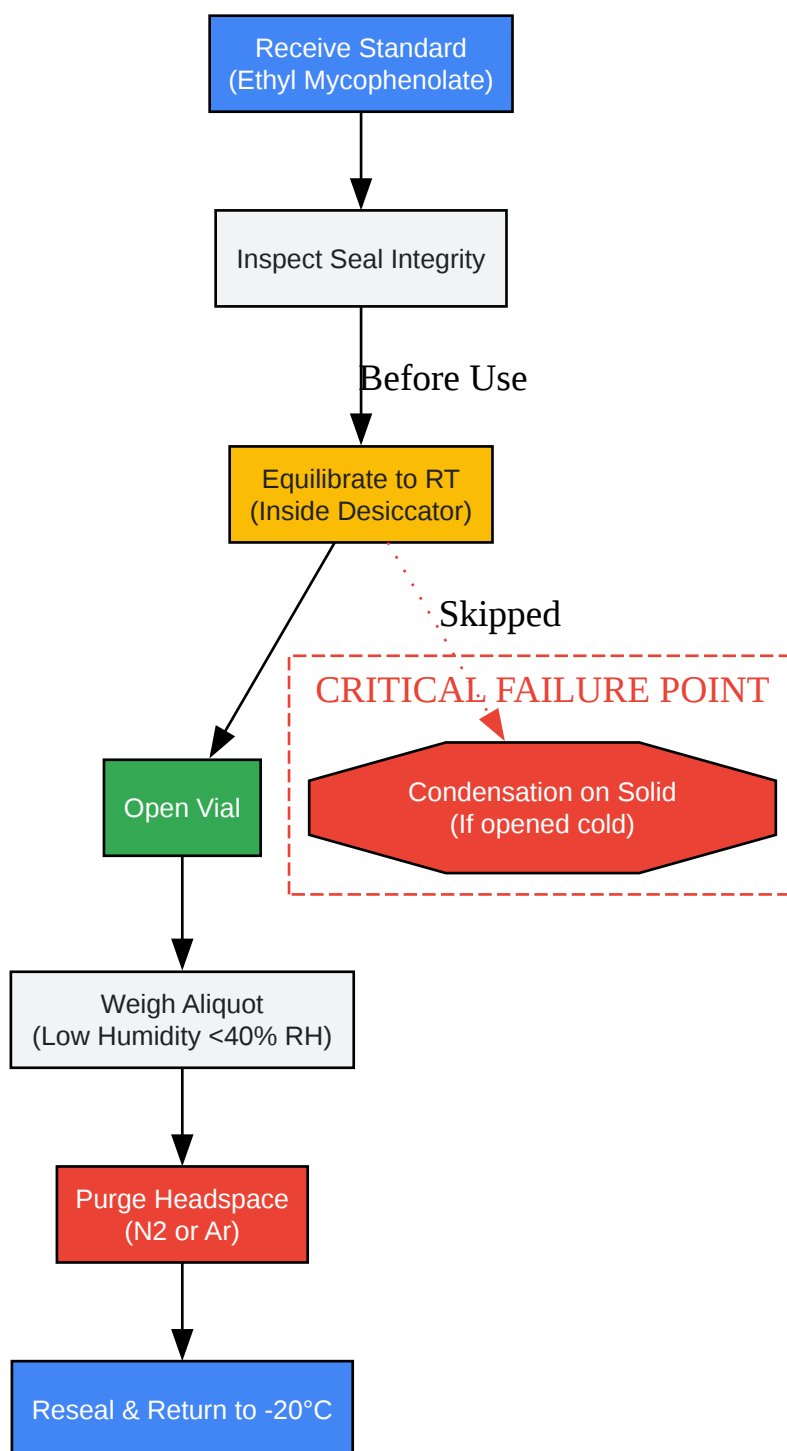 Receive Standard
(Ethyl Mycophenolate)
Inspect Seal Integrity
Before Use
Equilibrate to RT
(Inside Desiccator)
Skipped
CRITICAL FAILURE POINT
Condensation on Solid
(If opened cold)
Open Vial
Weigh Aliquot
(Low Humidity <40% RH)
Purge Headspace
(N2 or Ar)
Reseal & Return to -20°C